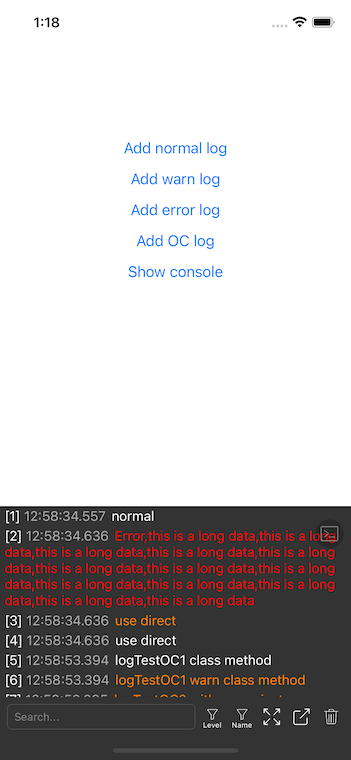 1:18
Add normal log
Add warn log
Add error log
Add OC log
Show console
[1] 12:58:34.557 normal
[2] 12:58:34.636 Error,this is a long data,this is a long
data,this is a long data,this is a long data,this is a long
data,this is a long data,this is a long data,this is a long
data,this is a long data,this is a long data,this is a long
data,this is a long data,this is a long data
[3] 12:58:34.636 use direct
[4] 12:58:34.636 use direct
[5] 12:58:53.394 logTestOC1 class method
[6] 12:58:53.394 logTestOC1 warn class method
Search...
Level
Name